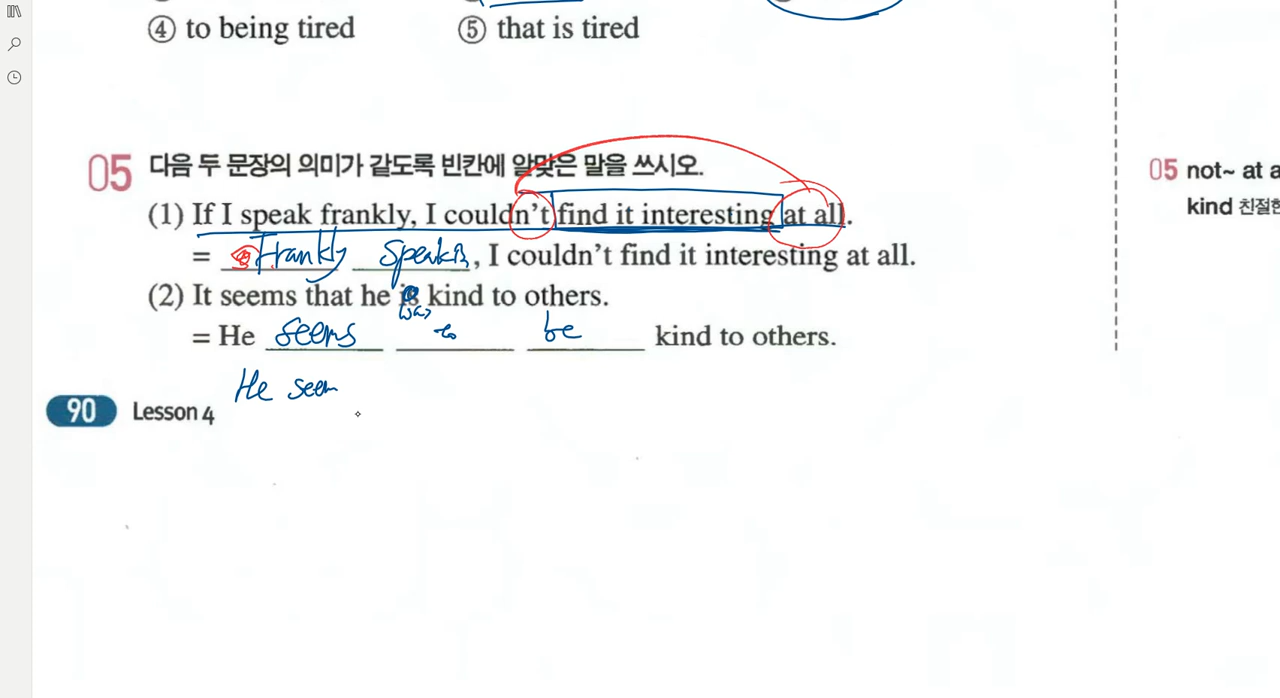 ④ to being tired ⑤ that is tired
05 다음 두 문장의 의미가 같도록 빈칸에 알맞은 말을 쓰시오.
(1) If I speak frankly, I couldn't find it interesting at all.
= Frankly speaking, I couldn't find it interesting at all.
(2) It seems that he is kind to others.
was
= He seems to be kind to others.
He seem
90 Lesson 4
05 not~ at a
kind 친절한